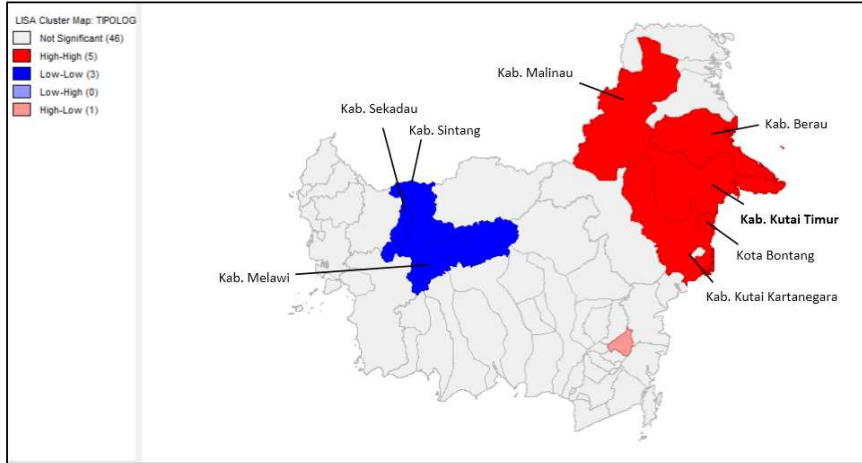 LISA Cluster Map: TIPOLOG
Not Significant (46)
High-High (5)
Low-Low (3)
Low-High (0)
High-Low (1)
Kab. Malinau
Kab. Sekadau
Kab. Sintang
Kab. Berau
Kab. Kutai Timur
Kota Bontang
Kab. Melawi
Kab. Kutai Kartanegara